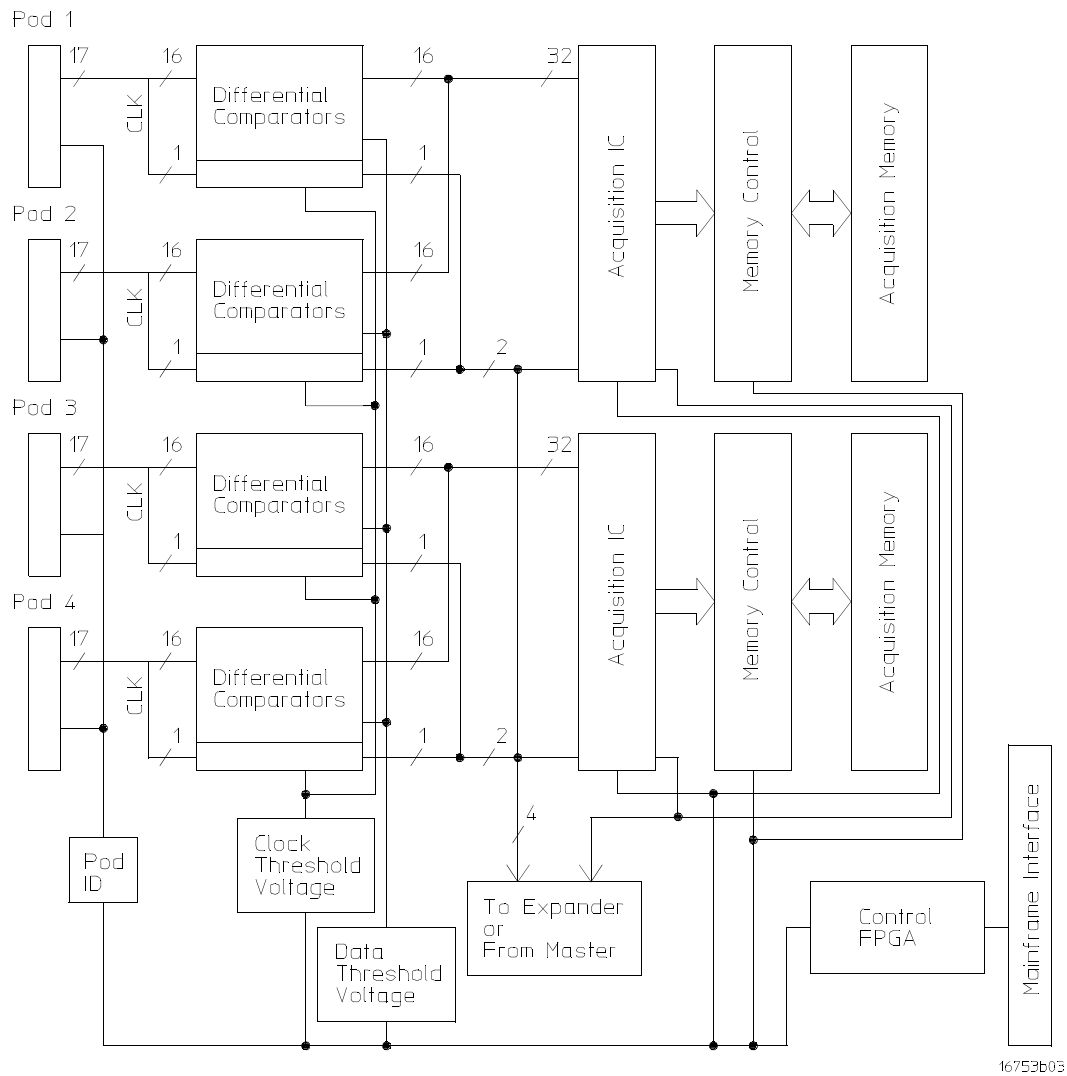 Pod 1
17
16
CLK
1
Differential
Comparators
16
1
32
Acquisition IC
Memory Control
Acquisition Memory
Pod 2
17
16
CLK
1
Differential
Comparators
16
1
2
Pod 3
17
16
CLK
1
Differential
Comparators
16
1
32
Acquisition IC
Memory Control
Acquisition Memory
Pod 4
17
16
CLK
1
Differential
Comparators
16
1
2
4
Pod
ID
Clock
Threshold
Voltage
Data
Threshold
Voltage
To Expander
or
From Master
Control
FPGA
Mainframe Interface
16753b03